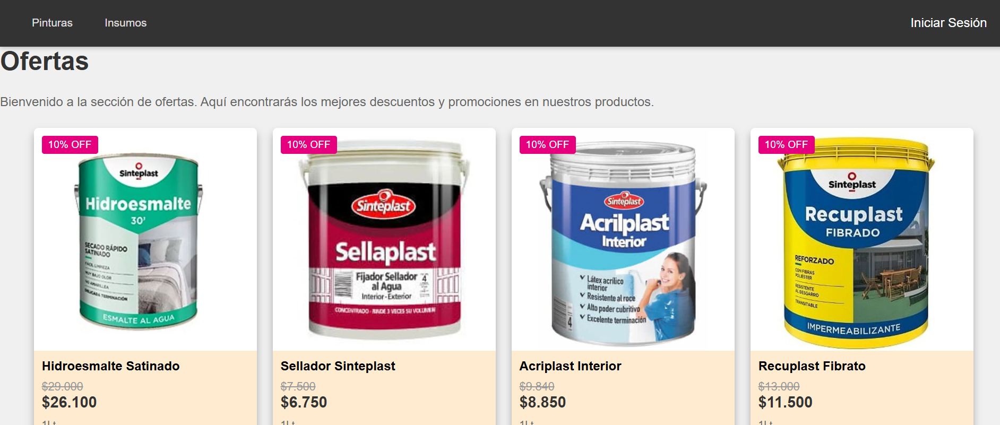 Pinturas Insumos Iniciar Sesión
Ofertas
Bienvenido a la sección de ofertas. Aquí encontrarás los mejores descuentos y promociones en nuestros productos.
10% OFF
Sinteplast
Hidroesmalte
30'
SECADO RÁPIDO
SATINADO
FÁCIL LIMPIEZA
MUY BAJO OLOR
NO AMARILLEA
DELICADA TERMINACIÓN
ESMALTE AL AGUA
Hidroesmalte Satinado
$29.000
$26.100
1Lt
10% OFF
Sinteplast
Sellaplast
Fijador Sellador
al Agua
4
Interior - Exterior
CONCENTRADO - RINDE 3 VECES SU VOLUMEN
Sellador Sinteplast
$7.500
$6.750
1Lt
10% OFF
Sinteplast
Acrilplast
Interior
Látex acrílico
interior
Resistente al roce
Alto poder cubritivo
Excelente terminación
4
Acriplast Interior
$9.840
$8.850
1Lt
10% OFF
Sinteplast
Recuplast
FIBRADO
REFORZADO
CON FIBRAS
POLIESTER
RESISTENTE
AL DESGARRO
TRANSITABLE
IMPERMEABILIZANTE
Recuplast Fibrato
$13.000
$11.500
1Lt